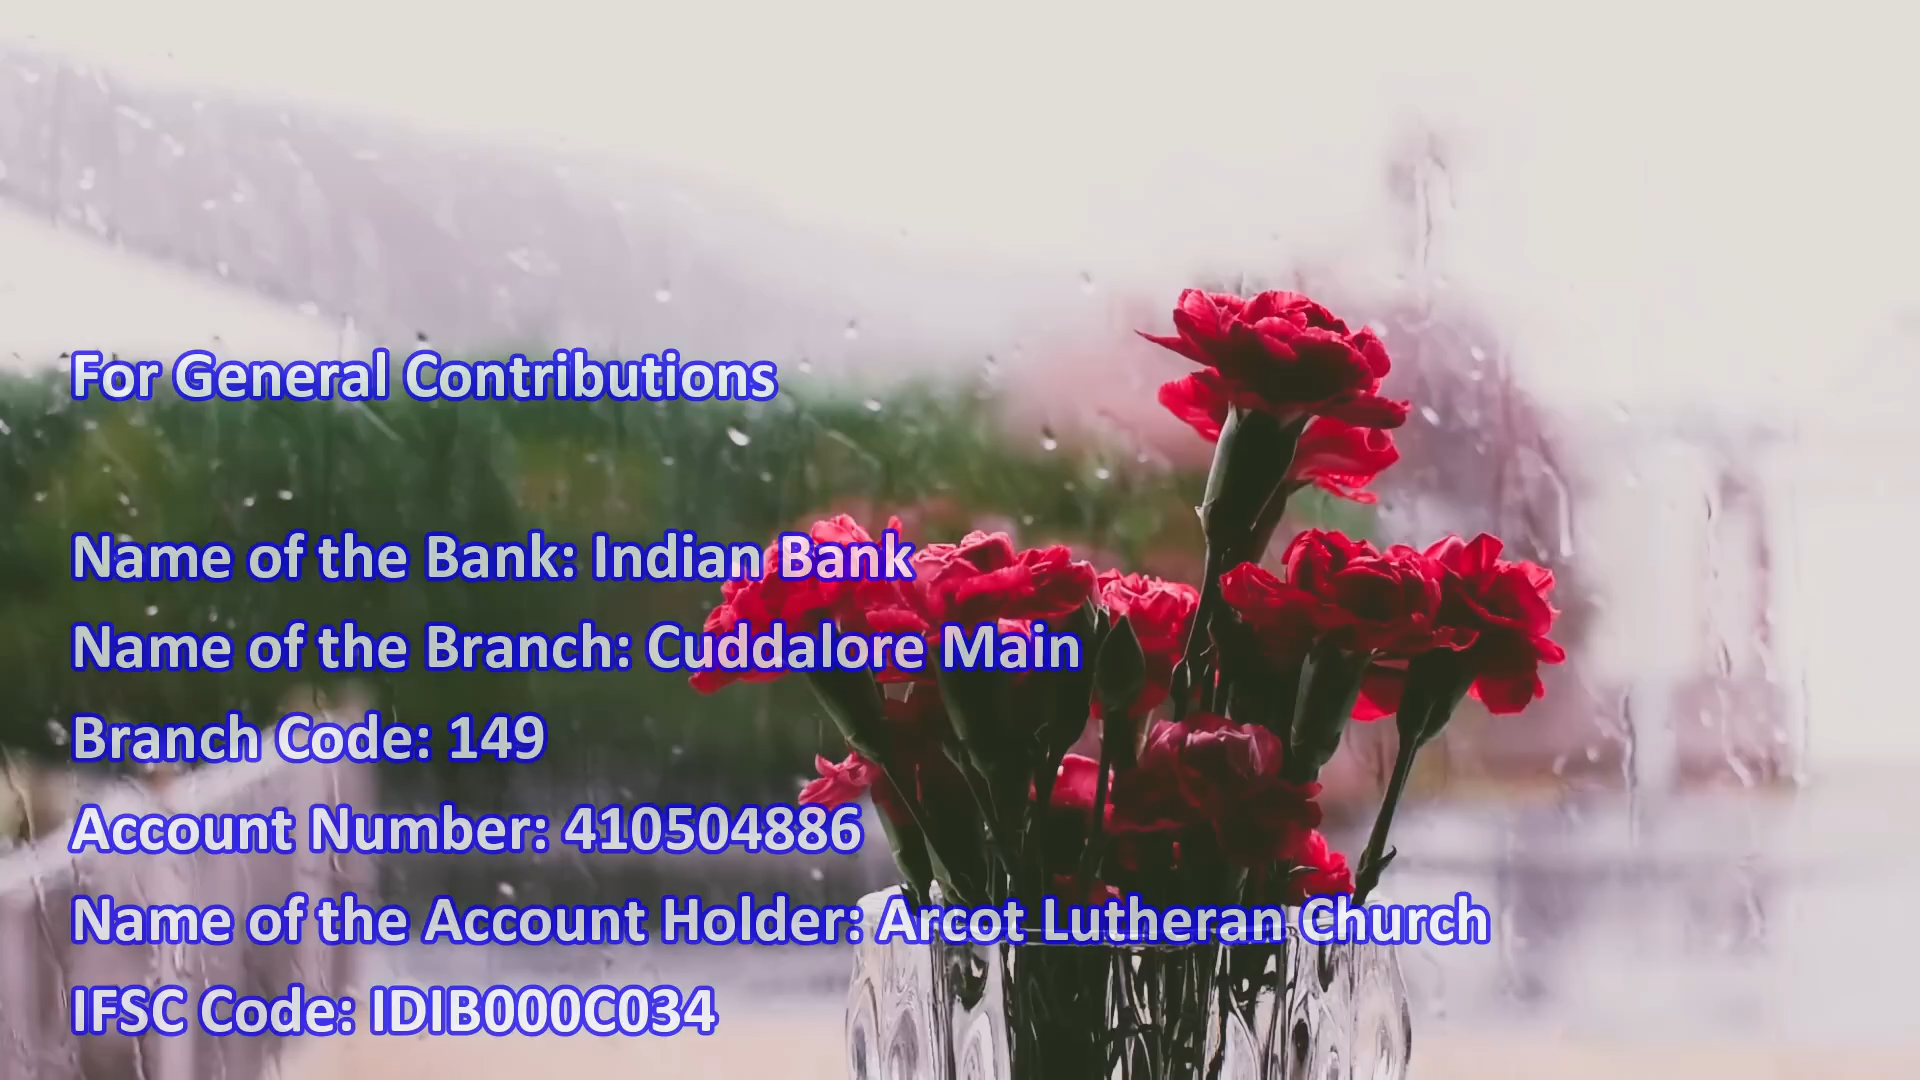 For General Contributions
Name of the Bank: Indian Bank
Name of the Branch: Cuddalore Main
Branch Code: 149
Account Number: 410504886
Name of the Account Holder: Arcot Lutheran Church
IFSC Code: IDIB000C034